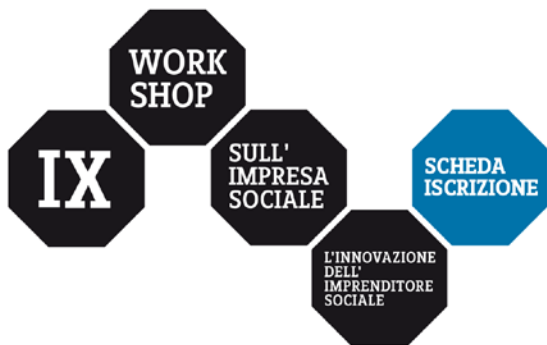 IX
WORK
SHOP
SULL'
IMPRESA
SOCIALE
L'INNOVAZIONE
DELL'
IMPRENDITORE
SOCIALE
SCHEDA
ISCRIZIONE